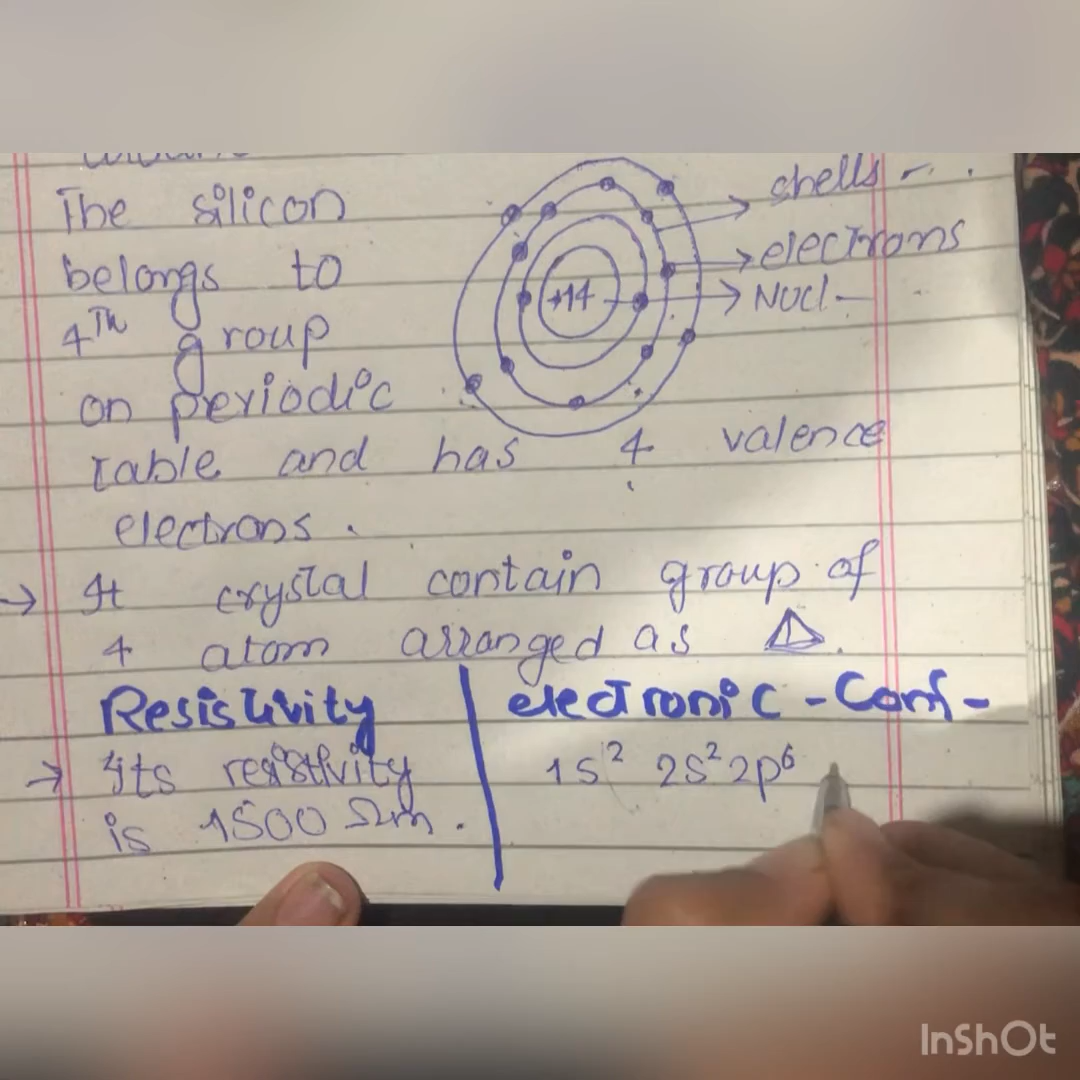 The silicon
belongs to
4Th group
on periodic
table and has 4 valence
electrons.
shells
electrons
Nucl-
+14
→ It crystal contain group of
4 atom arranged as △.
Resistivity
→ Its resistivity
is 1500 Ωm.
electronic-Conf-
1s² 2s² 2p⁶
InShOt